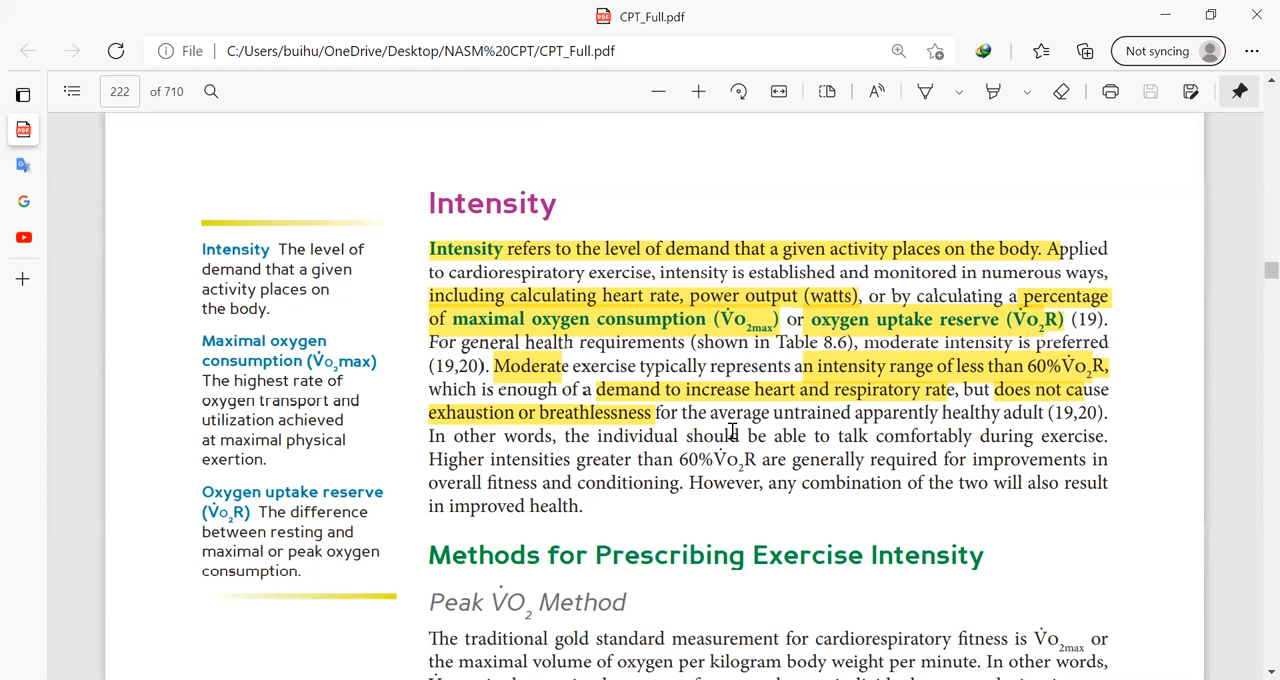 CPT_Full.pdf
File
C:/Users/buihu/OneDrive/Desktop/NASM%20CPT/CPT_Full.pdf
Not syncing
222 of 710
Intensity
Intensity The level of
demand that a given
activity places on
the body.
Maximal oxygen
consumption (V̇o₂max)
The highest rate of
oxygen transport and
utilization achieved
at maximal physical
exertion.
Oxygen uptake reserve
(V̇o₂R) The difference
between resting and
maximal or peak oxygen
consumption.
Intensity refers to the level of demand that a given activity places on the body. Applied
to cardiorespiratory exercise, intensity is established and monitored in numerous ways,
including calculating heart rate, power output (watts), or by calculating a percentage
of maximal oxygen consumption (V̇o₂max) or oxygen uptake reserve (V̇o₂R) (19).
For general health requirements (shown in Table 8.6), moderate intensity is preferred
(19,20). Moderate exercise typically represents an intensity range of less than 60%V̇o₂R,
which is enough of a demand to increase heart and respiratory rate, but does not cause
exhaustion or breathlessness for the average untrained apparently healthy adult (19,20).
In other words, the individual should be able to talk comfortably during exercise.
Higher intensities greater than 60%V̇o₂R are generally required for improvements in
overall fitness and conditioning. However, any combination of the two will also result
in improved health.
Methods for Prescribing Exercise Intensity
Peak V̇O₂ Method
The traditional gold standard measurement for cardiorespiratory fitness is V̇o₂max or
the maximal volume of oxygen per kilogram body weight per minute. In other words,